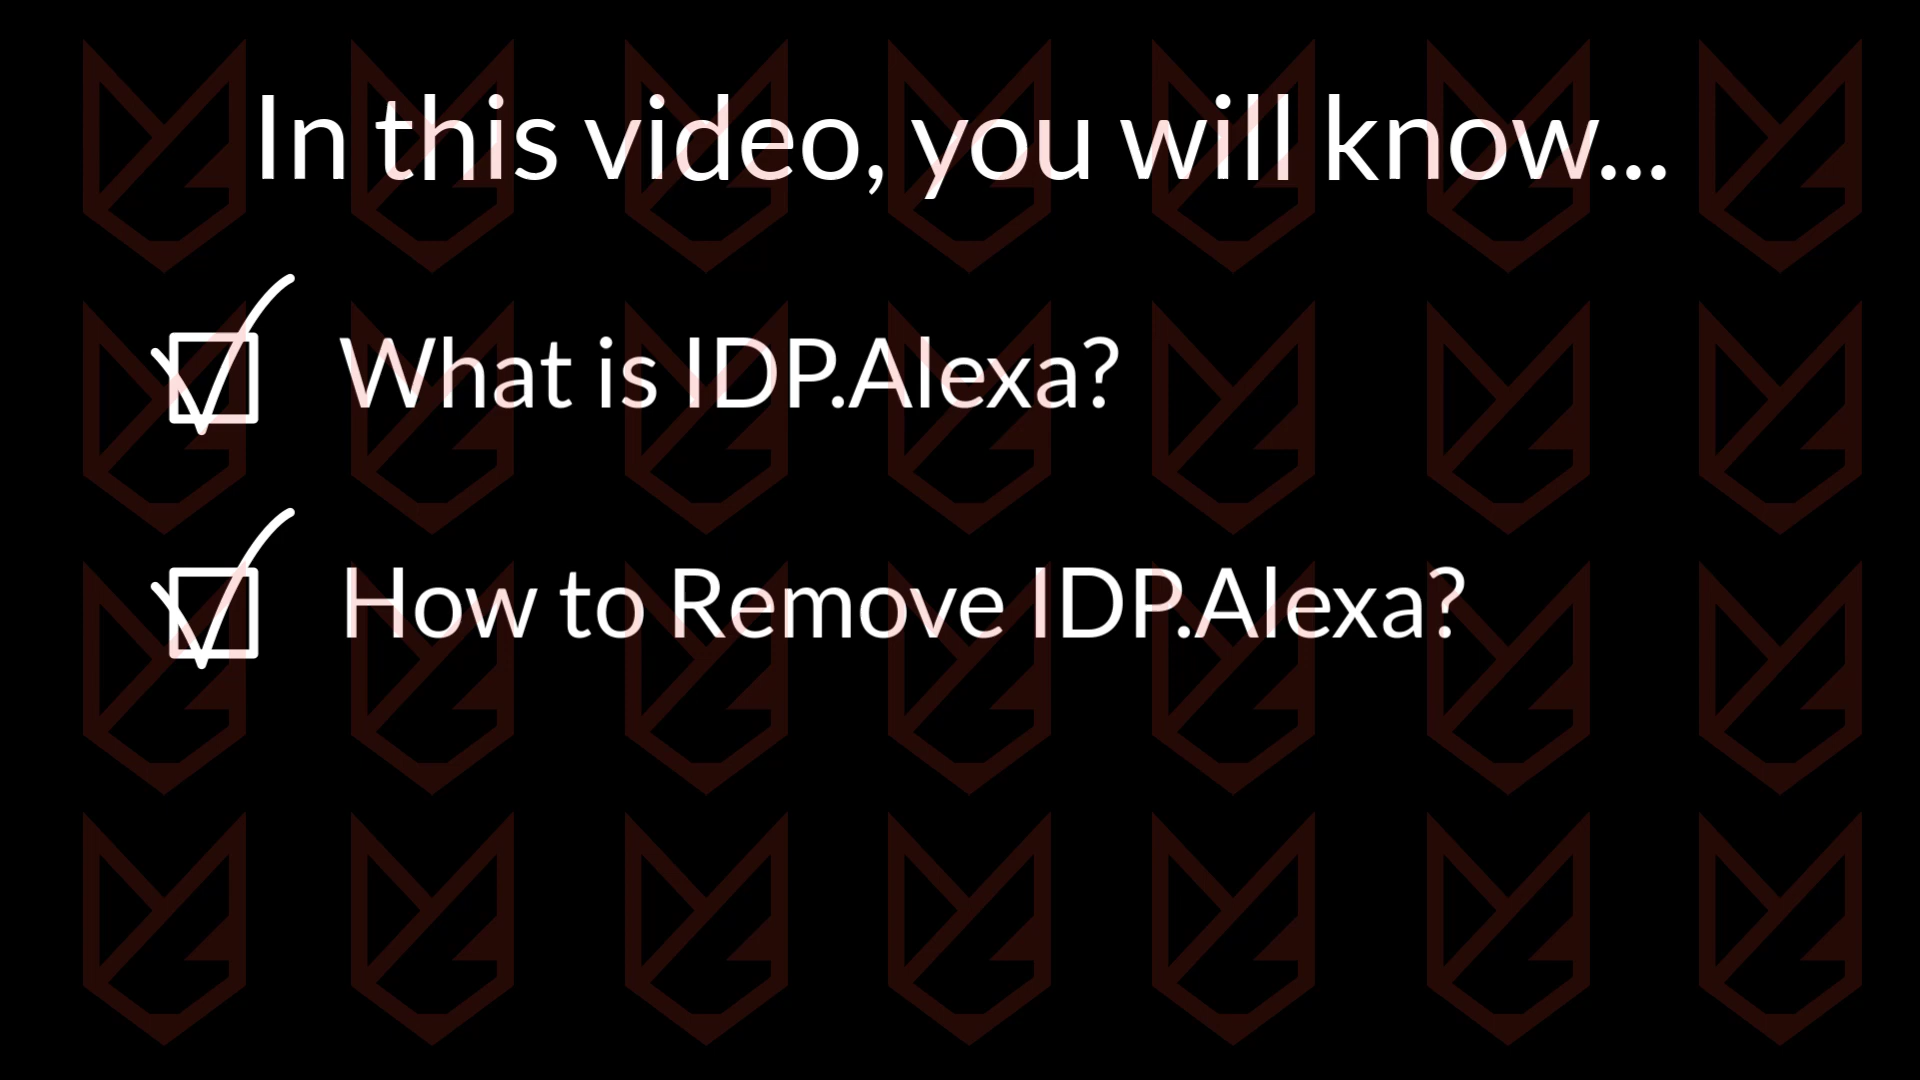 In this video, you will know...
What is IDP.Alexa?
How to Remove IDP.Alexa?